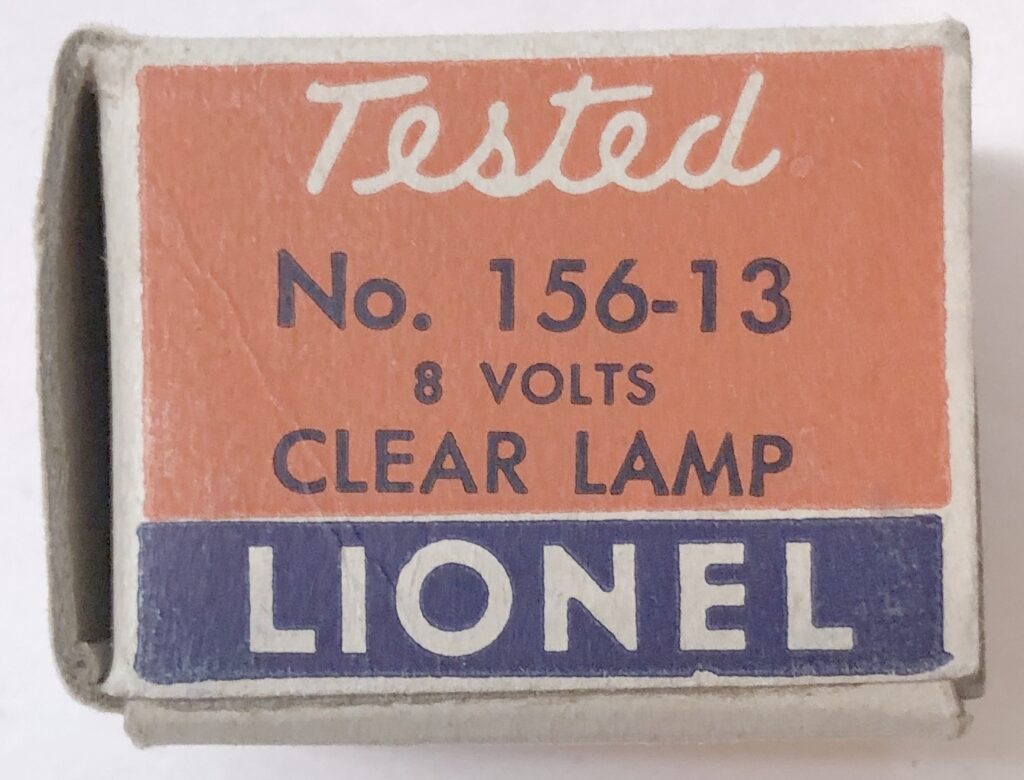 Tested
No. 156-13
8 VOLTS
CLEAR LAMP
LIONEL